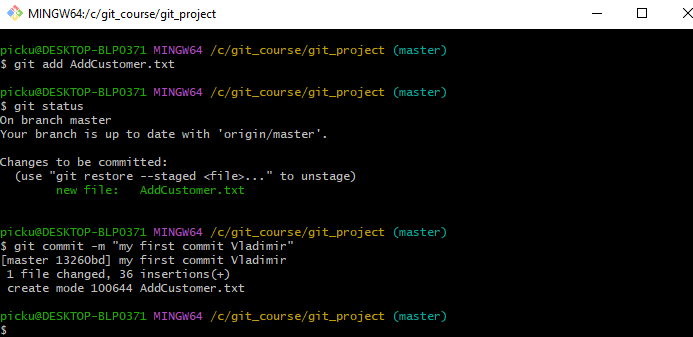 MINGW64:/c/git_course/git_project
picku@DESKTOP-BLPO371 MINGW64 /c/git_course/git_project (master)
$ git add AddCustomer.txt
picku@DESKTOP-BLPO371 MINGW64 /c/git_course/git_project (master)
$ git status
On branch master
Your branch is up to date with 'origin/master'.
Changes to be committed:
(use "git restore --staged <file>..." to unstage)
new file: AddCustomer.txt
picku@DESKTOP-BLPO371 MINGW64 /c/git_course/git_project (master)
$ git commit -m "my first commit Vladimir"
[master 13260bd] my first commit Vladimir
1 file changed, 36 insertions(+)
create mode 100644 AddCustomer.txt
picku@DESKTOP-BLPO371 MINGW64 /c/git_course/git_project (master)
$